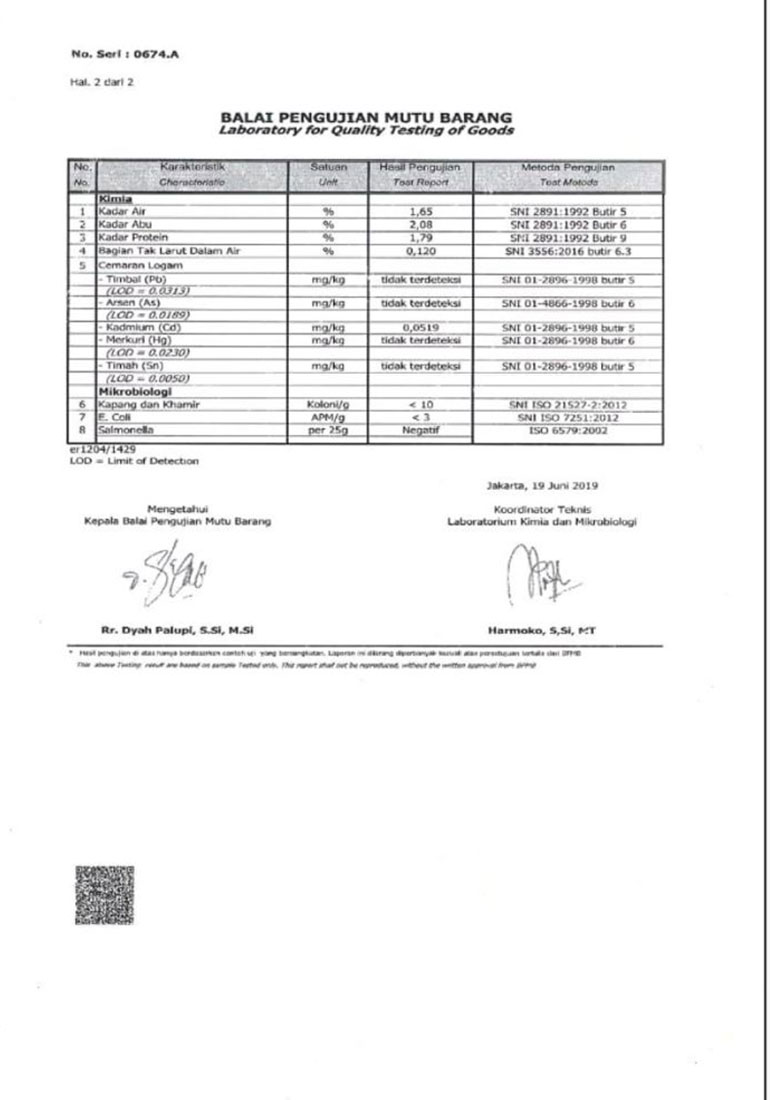 No. Seri : 0674.A
Hal. 2 dari 2
BALAI PENGUJIAN MUTU BARANG
Laboratory for Quality Testing of Goods
No. Karakteristik Satuan Hasil Pengujian Metoda Pengujian
No. Characteristic Unit Test Report Test Metode
Kimia
1 Kadar Air % 1,65 SNI 2891:1992 Butir 5
2 Kadar Abu % 2,08 SNI 2891:1992 Butir 6
3 Kadar Protein % 1,79 SNI 2891:1992 Butir 9
4 Bagian Tak Larut Dalam Air % 0,120 SNI 3556:2016 butir 6.3
5 Cemaran Logam
- Timbal (Pb) mg/kg tidak terdeteksi SNI 01-2896-1998 butir 5
(LOD = 0.0313)
- Arsen (As) mg/kg tidak terdeteksi SNI 01-4866-1998 butir 6
(LOD = 0.0189)
- Kadmium (Cd) mg/kg 0,0519 SNI 01-2896-1998 butir 5
- Merkuri (Hg) mg/kg tidak terdeteksi SNI 01-2896-1998 butir 6
(LOD = 0.0230)
- Timah (Sn) mg/kg tidak terdeteksi SNI 01-2896-1998 butir 5
(LOD = 0.0050)
Mikrobiologi
6 Kapang dan Khamir Koloni/g < 10 SNI ISO 21527-2:2012
7 E. Coli APM/g < 3 SNI ISO 7251:2012
8 Salmonella per 25g Negatif ISO 6579:2002
er1204/1429
LOD = Limit of Detection
Jakarta, 19 Juni 2019
Mengetahui
Kepala Balai Pengujian Mutu Barang
Koordinator Teknis
Laboratorium Kimia dan Mikrobiologi
Rr. Dyah Palupi, S.Si, M.Si
Harmoko, S,Si, MT
* Hasil pengujian di atas hanya berdasarkan contoh uji yang bersangkutan. Laporan ini dilarang diperbanyak kecuali atas persetujuan tertulis dari BPMB
The above Testing result are based on sample Tested only. This report shall not be reproduced, without the written approval from BPMB